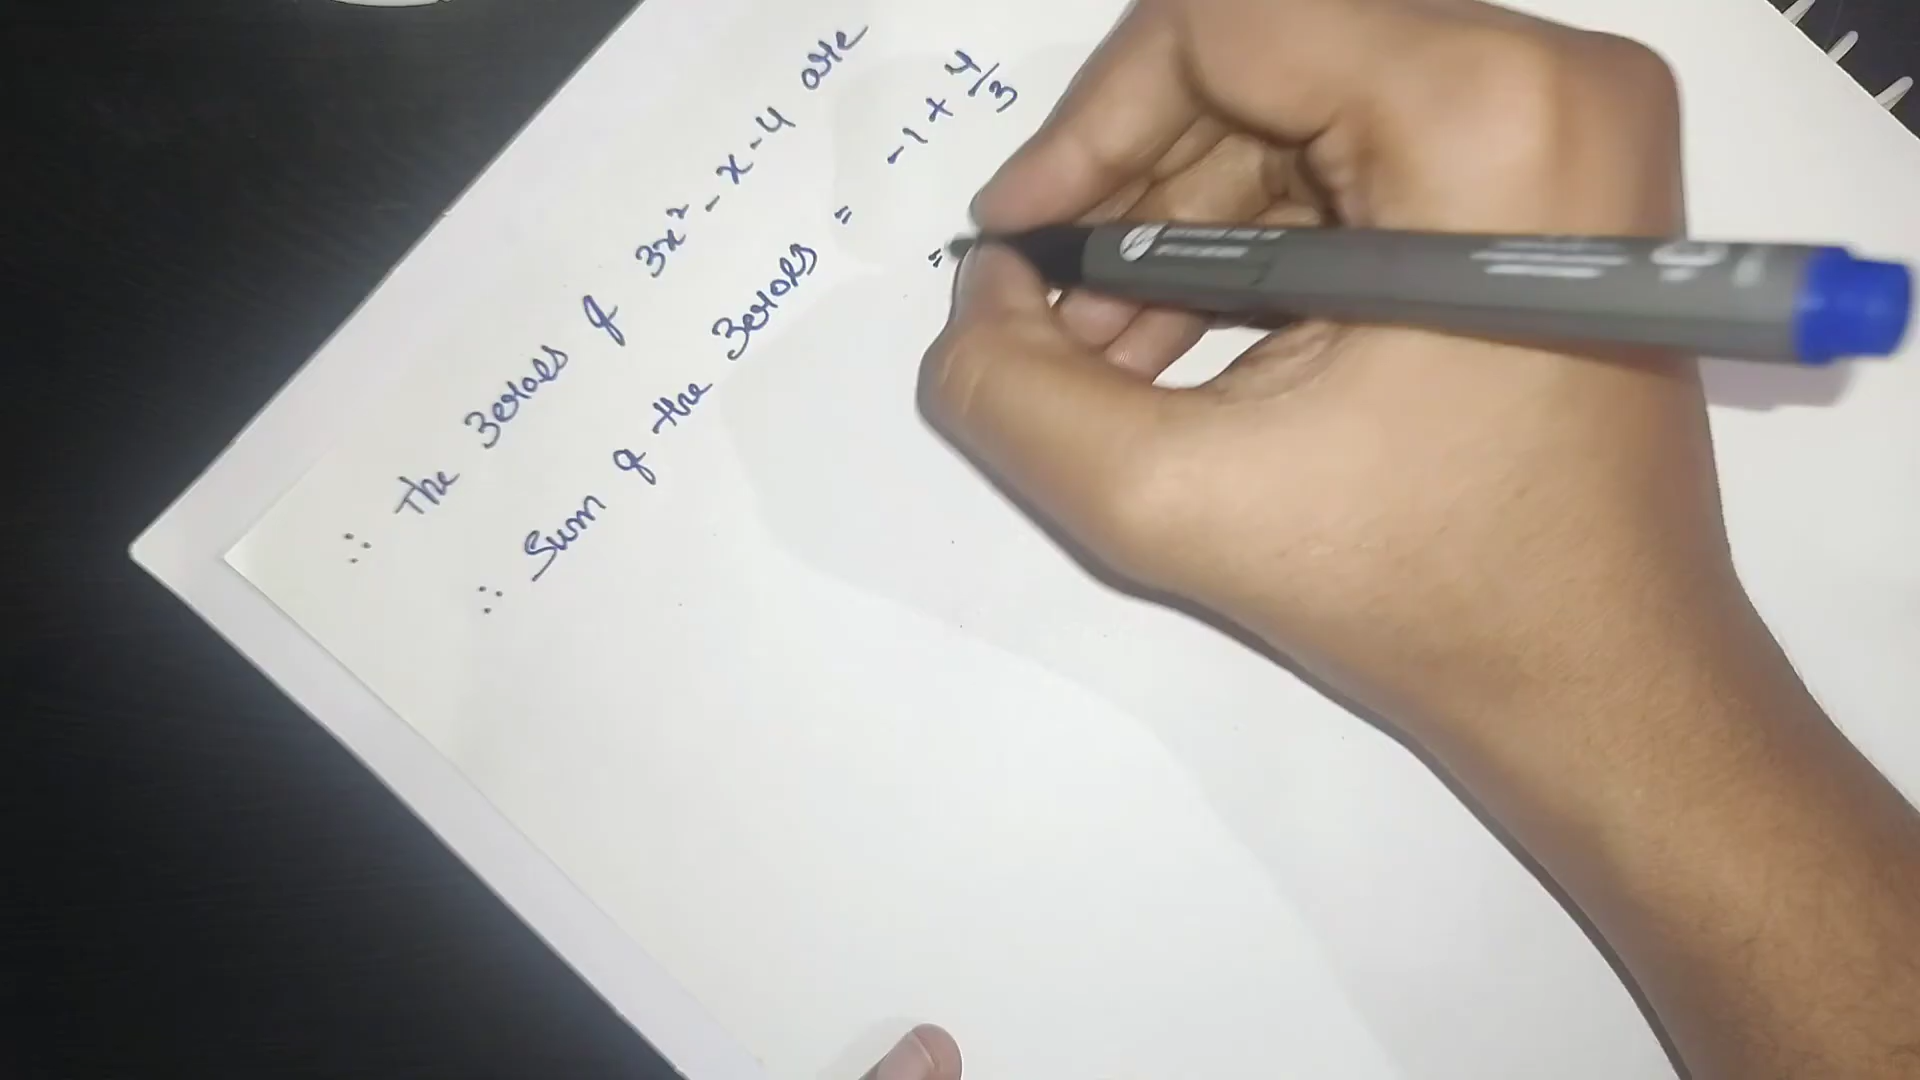 ∴ The zeroes of 3x² - x - 4 are
∴ Sum of the zeroes = -1 + 4/3
=